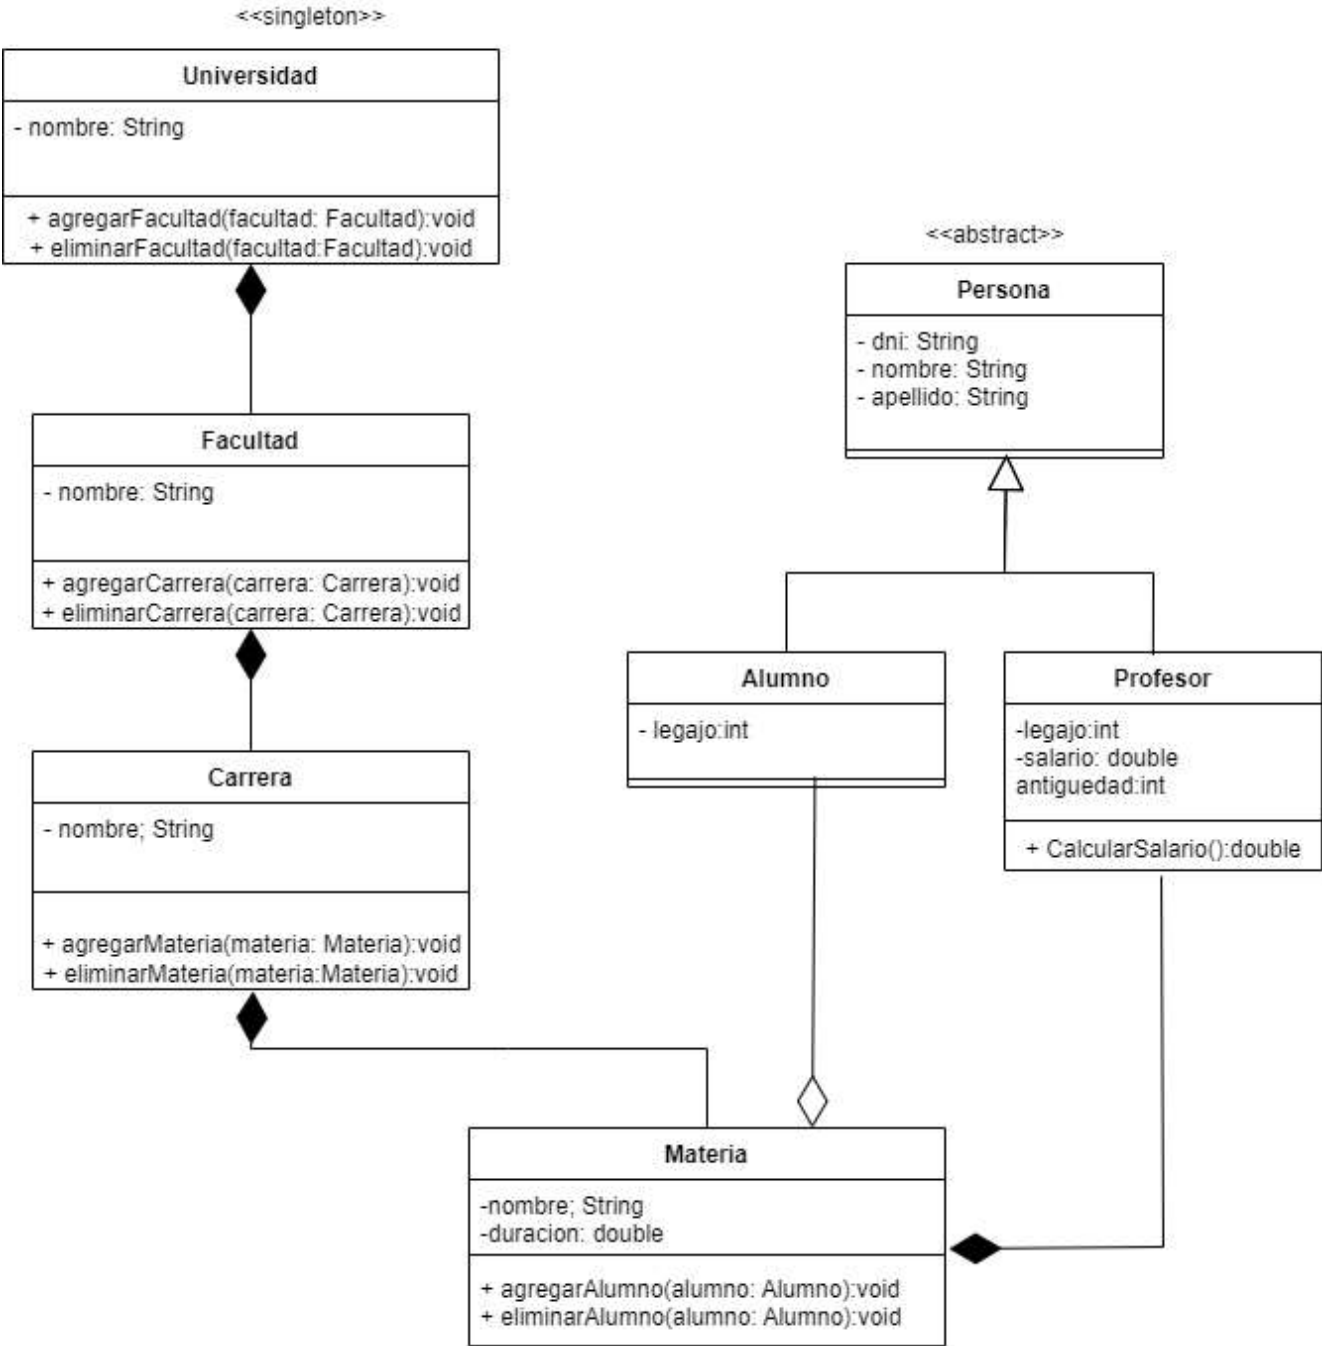 <<singleton>>
Universidad
- nombre: String
+ agregarFacultad(facultad: Facultad):void
+ eliminarFacultad(facultad:Facultad):void
<<abstract>>
Persona
- dni: String
- nombre: String
- apellido: String
Facultad
- nombre: String
+ agregarCarrera(carrera: Carrera):void
+ eliminarCarrera(carrera: Carrera):void
Alumno
- legajo:int
Profesor
-legajo:int
-salario: double
antiguedad:int
+ CalcularSalario():double
Carrera
- nombre; String
+ agregarMateria(materia: Materia):void
+ eliminarMateria(materia:Materia):void
Materia
-nombre; String
-duracion: double
+ agregarAlumno(alumno: Alumno):void
+ eliminarAlumno(alumno: Alumno):void